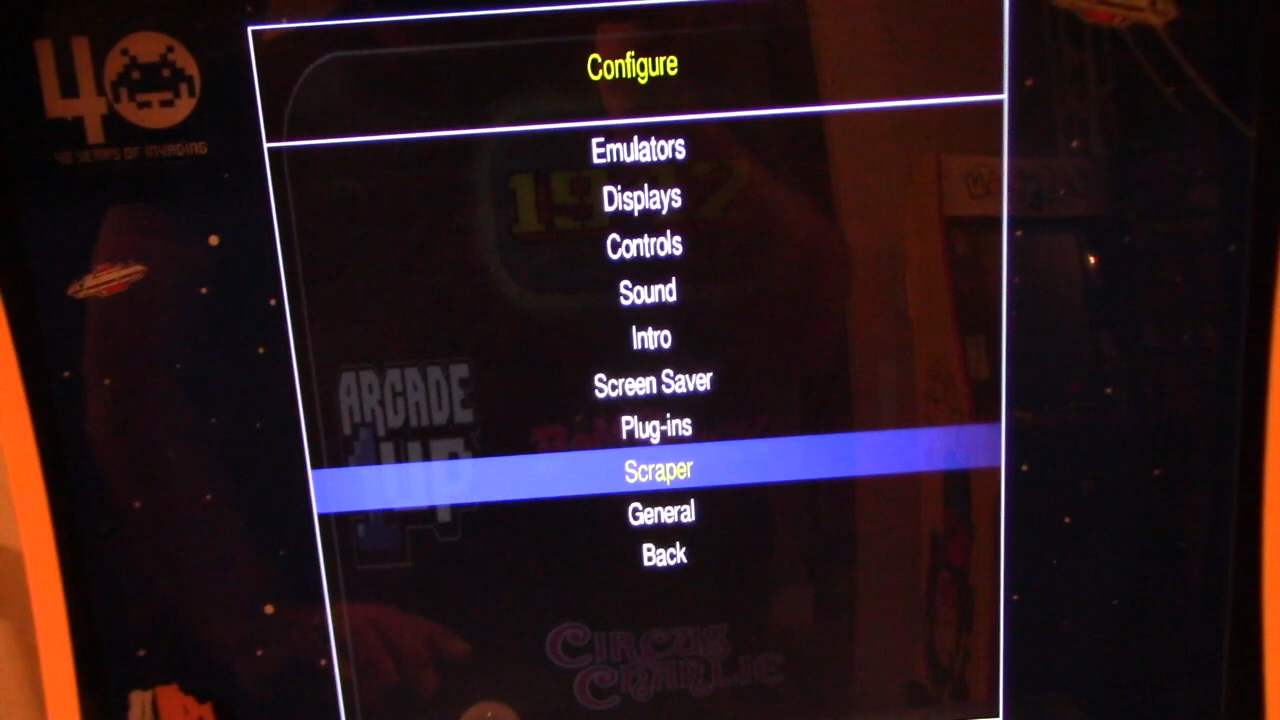 40
40 YEARS OF INVADING
Configure
Emulators
Displays
1942
Controls
Sound
Intro
Screen Saver
ARCADE
1UP
Plug-ins
Scraper
General
Back
CIRCUS
CHARLIE